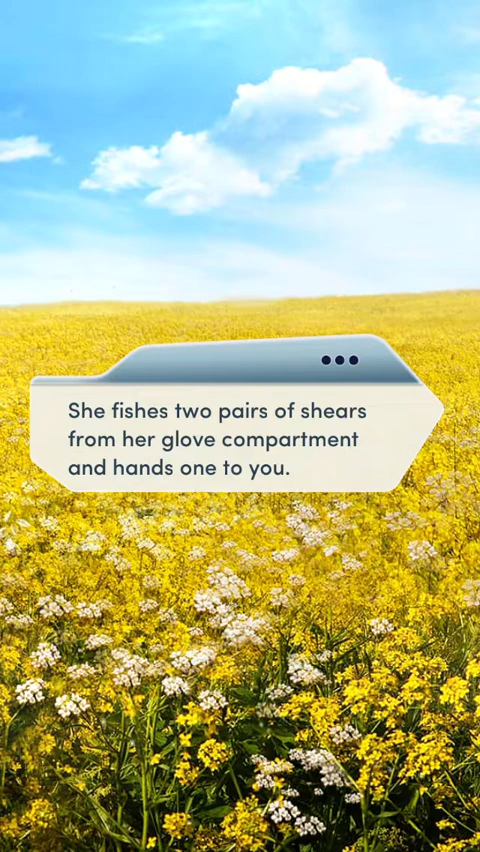 She fishes two pairs of shears
from her glove compartment
and hands one to you.